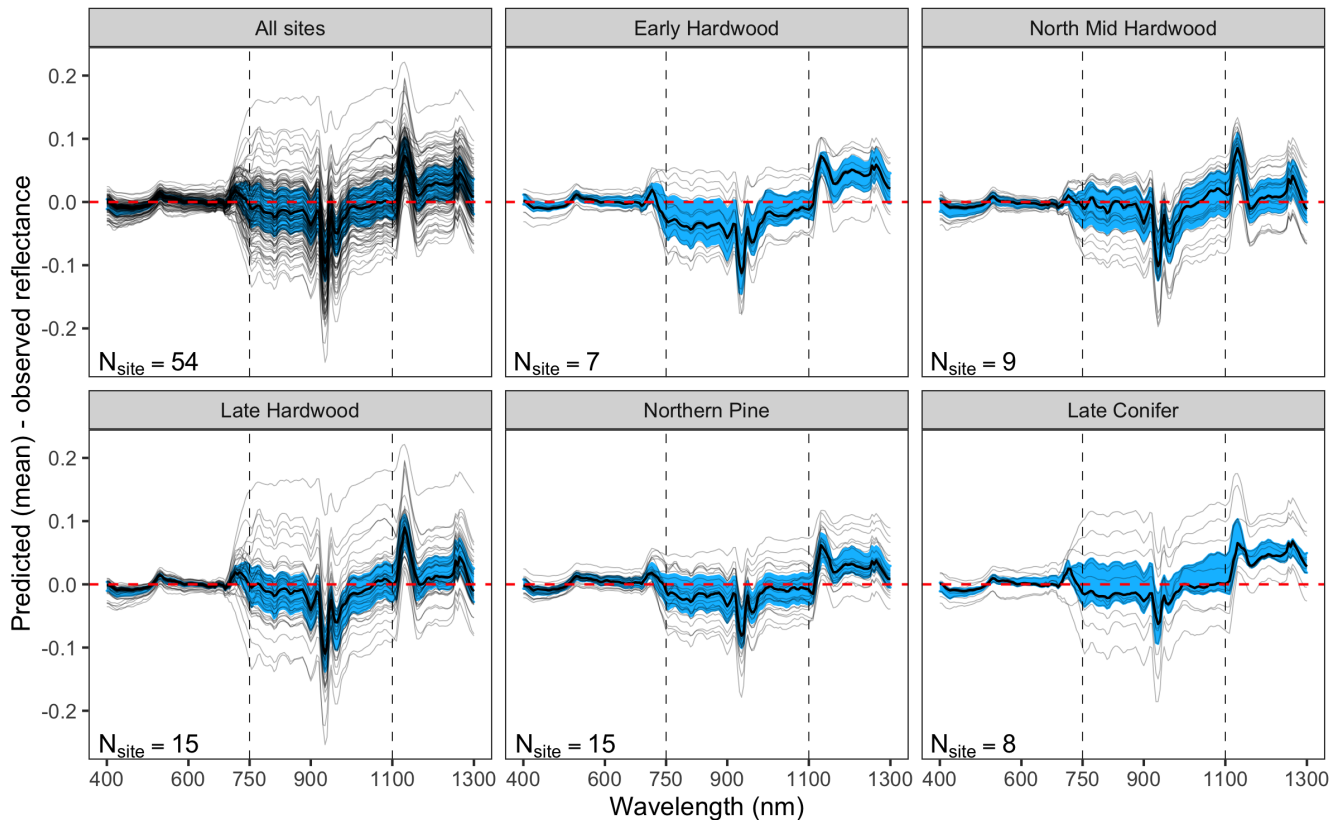 All sites
Early Hardwood
North Mid Hardwood
0.2
0.1
0.0
-0.1
-0.2
Nsite = 54
Nsite = 7
Nsite = 9
Late Hardwood
Northern Pine
Late Conifer
0.2
0.1
0.0
-0.1
-0.2
Nsite = 15
Nsite = 15
Nsite = 8
400 600 750 900 1100 1300
400 600 750 900 1100 1300
400 600 750 900 1100 1300
Wavelength (nm)
Predicted (mean) - observed reflectance